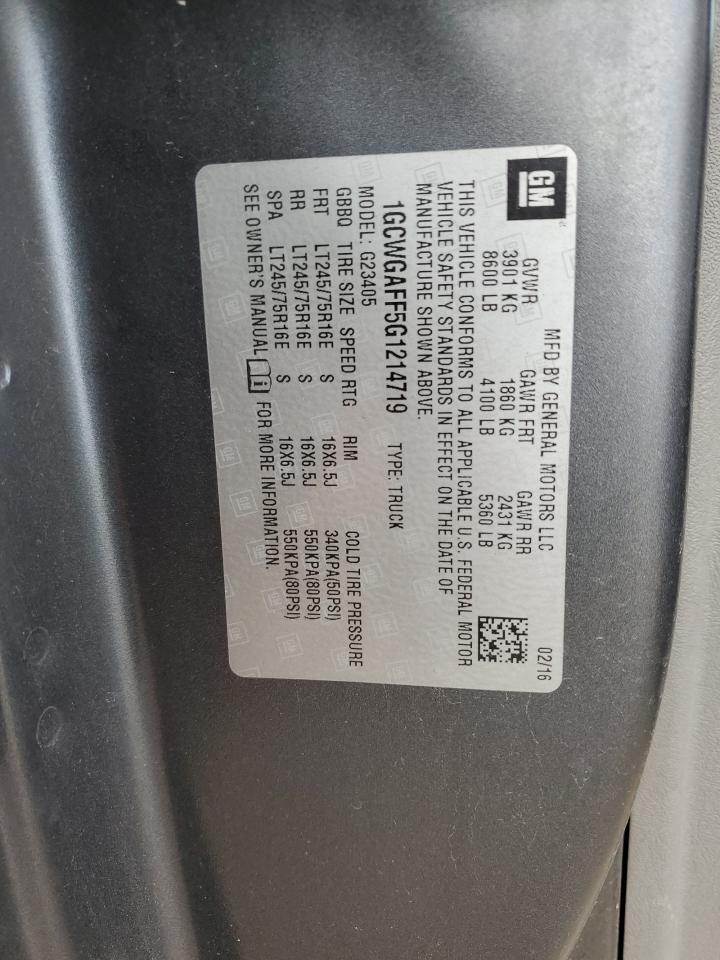 GM
MFD BY GENERAL MOTORS LLC 02/16
GVWR GAWR FRT GAWR RR
3901 KG 1860 KG 2431 KG
8600 LB 4100 LB 5360 LB
THIS VEHICLE CONFORMS TO ALL APPLICABLE U.S. FEDERAL MOTOR
VEHICLE SAFETY STANDARDS IN EFFECT ON THE DATE OF
MANUFACTURE SHOWN ABOVE.
1GCWGAFF5G1214719 TYPE: TRUCK
MODEL: G23405
GBBQ TIRE SIZE SPEED RTG RIM COLD TIRE PRESSURE
FRT LT245/75R16E S 16X6.5J 340KPA(50PSI)
RR LT245/75R16E S 16X6.5J 550KPA(80PSI)
SPA LT245/75R16E S 16X6.5J 550KPA(80PSI)
SEE OWNER'S MANUAL i FOR MORE INFORMATION.